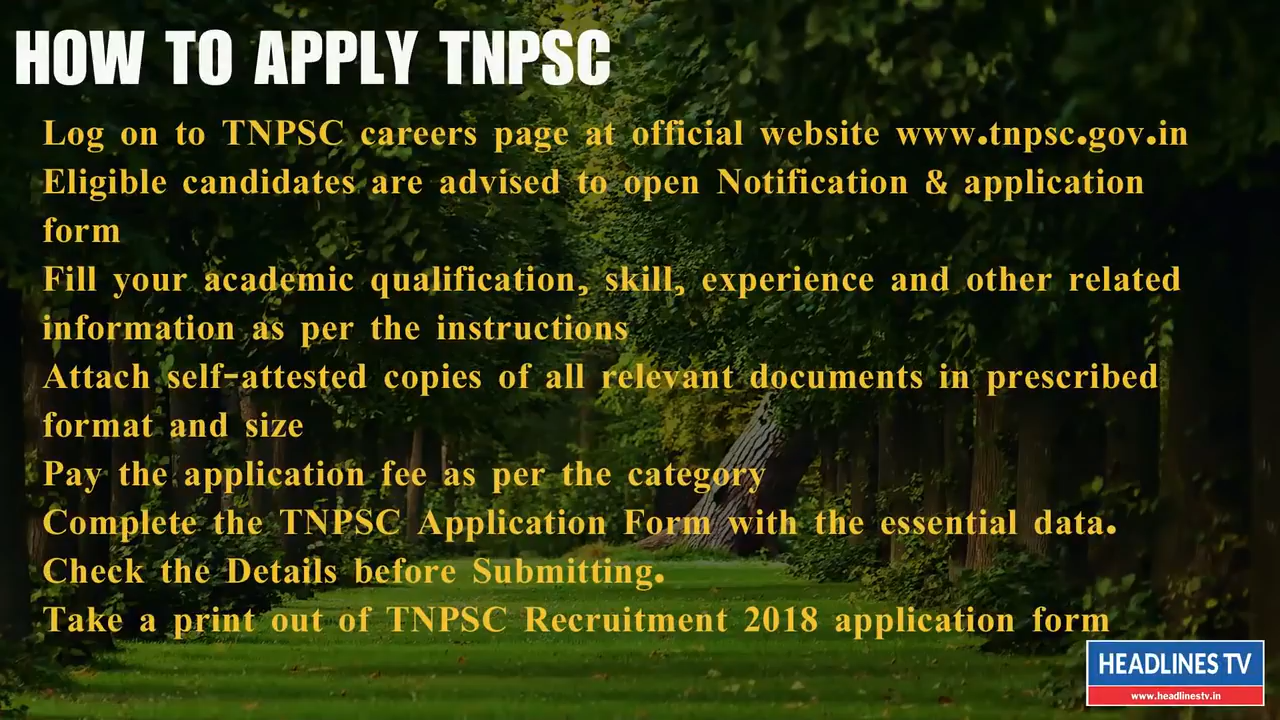 HOW TO APPLY TNPSC
Log on to TNPSC careers page at official website www.tnpsc.gov.in
Eligible candidates are advised to open Notification & application
form
Fill your academic qualification, skill, experience and other related
information as per the instructions
Attach self-attested copies of all relevant documents in prescribed
format and size
Pay the application fee as per the category
Complete the TNPSC Application Form with the essential data.
Check the Details before Submitting.
Take a print out of TNPSC Recruitment 2018 application form
HEADLINES TV
www.headlinestv.in